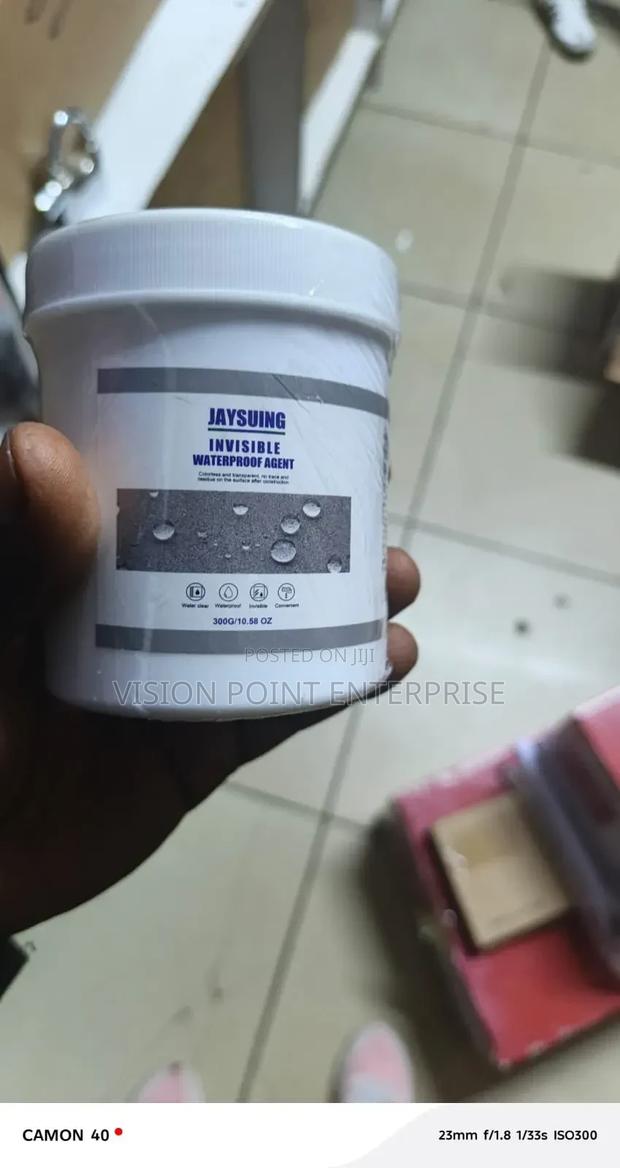 JAYSUING
INVISIBLE
WATERPROOF AGENT
Colorless and transparent, no trace and
residue on the surface after construction
Water clear Waterproof Invisible Convenient
300G/10.58 OZ
POSTED ON JIJI
VISION POINT ENTERPRISE
CAMON 40
23mm f/1.8 1/33s ISO300